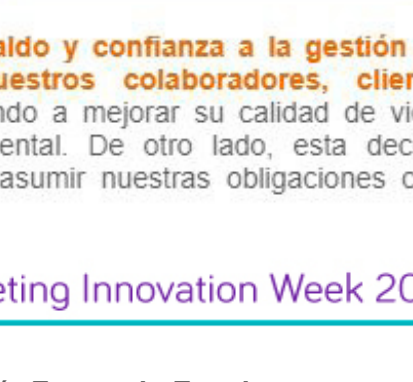 aldo y confianza a la gestión
uestros colaboradores, clien
ndo a mejorar su calidad de vi
ental. De otro lado, esta dec
asumir nuestras obligaciones c
eting Innovation Week 20